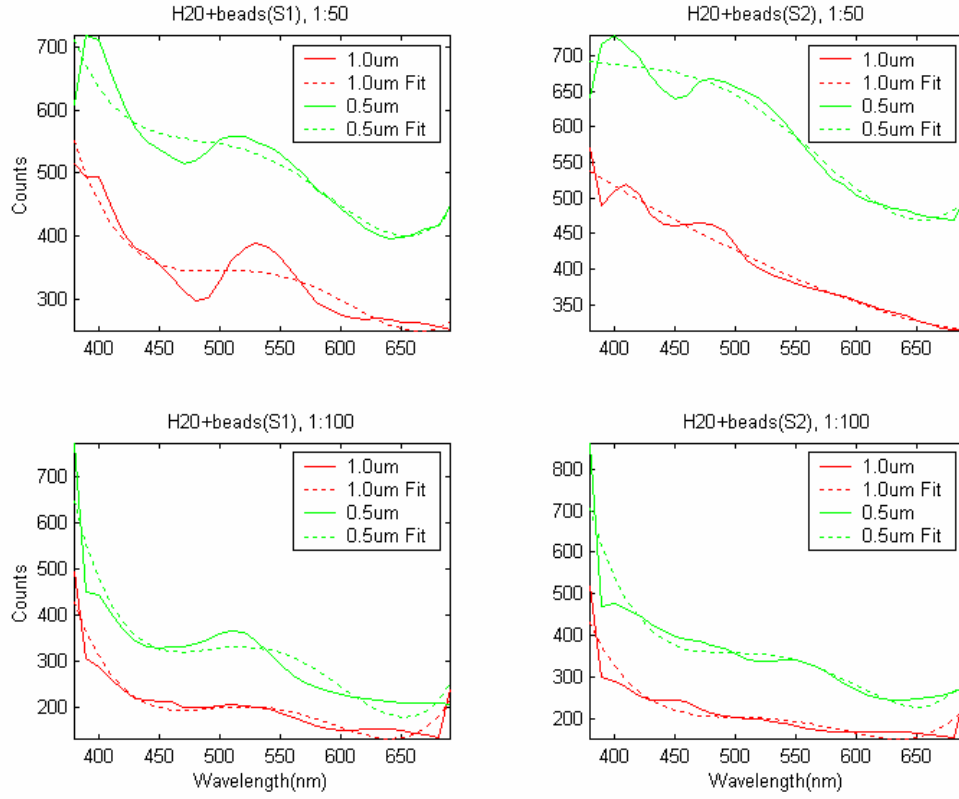 H20+beads(S1), 1:50
700
600
500
400
300
Counts
400 450 500 550 600 650
1.0um
1.0um Fit
0.5um
0.5um Fit
H20+beads(S2), 1:50
700
650
600
550
500
450
400
350
400 450 500 550 600 650
1.0um
1.0um Fit
0.5um
0.5um Fit
H20+beads(S1), 1:100
700
600
500
400
300
200
Counts
400 450 500 550 600 650
Wavelength(nm)
1.0um
1.0um Fit
0.5um
0.5um Fit
H20+beads(S2), 1:100
800
700
600
500
400
300
200
400 450 500 550 600 650
Wavelength(nm)
1.0um
1.0um Fit
0.5um
0.5um Fit